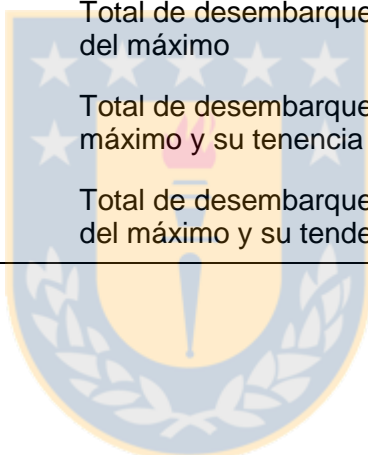 Total de desembarque
del máximo
Total de desembarque
máximo y su tenencia
Total de desembarque
del máximo y su tende